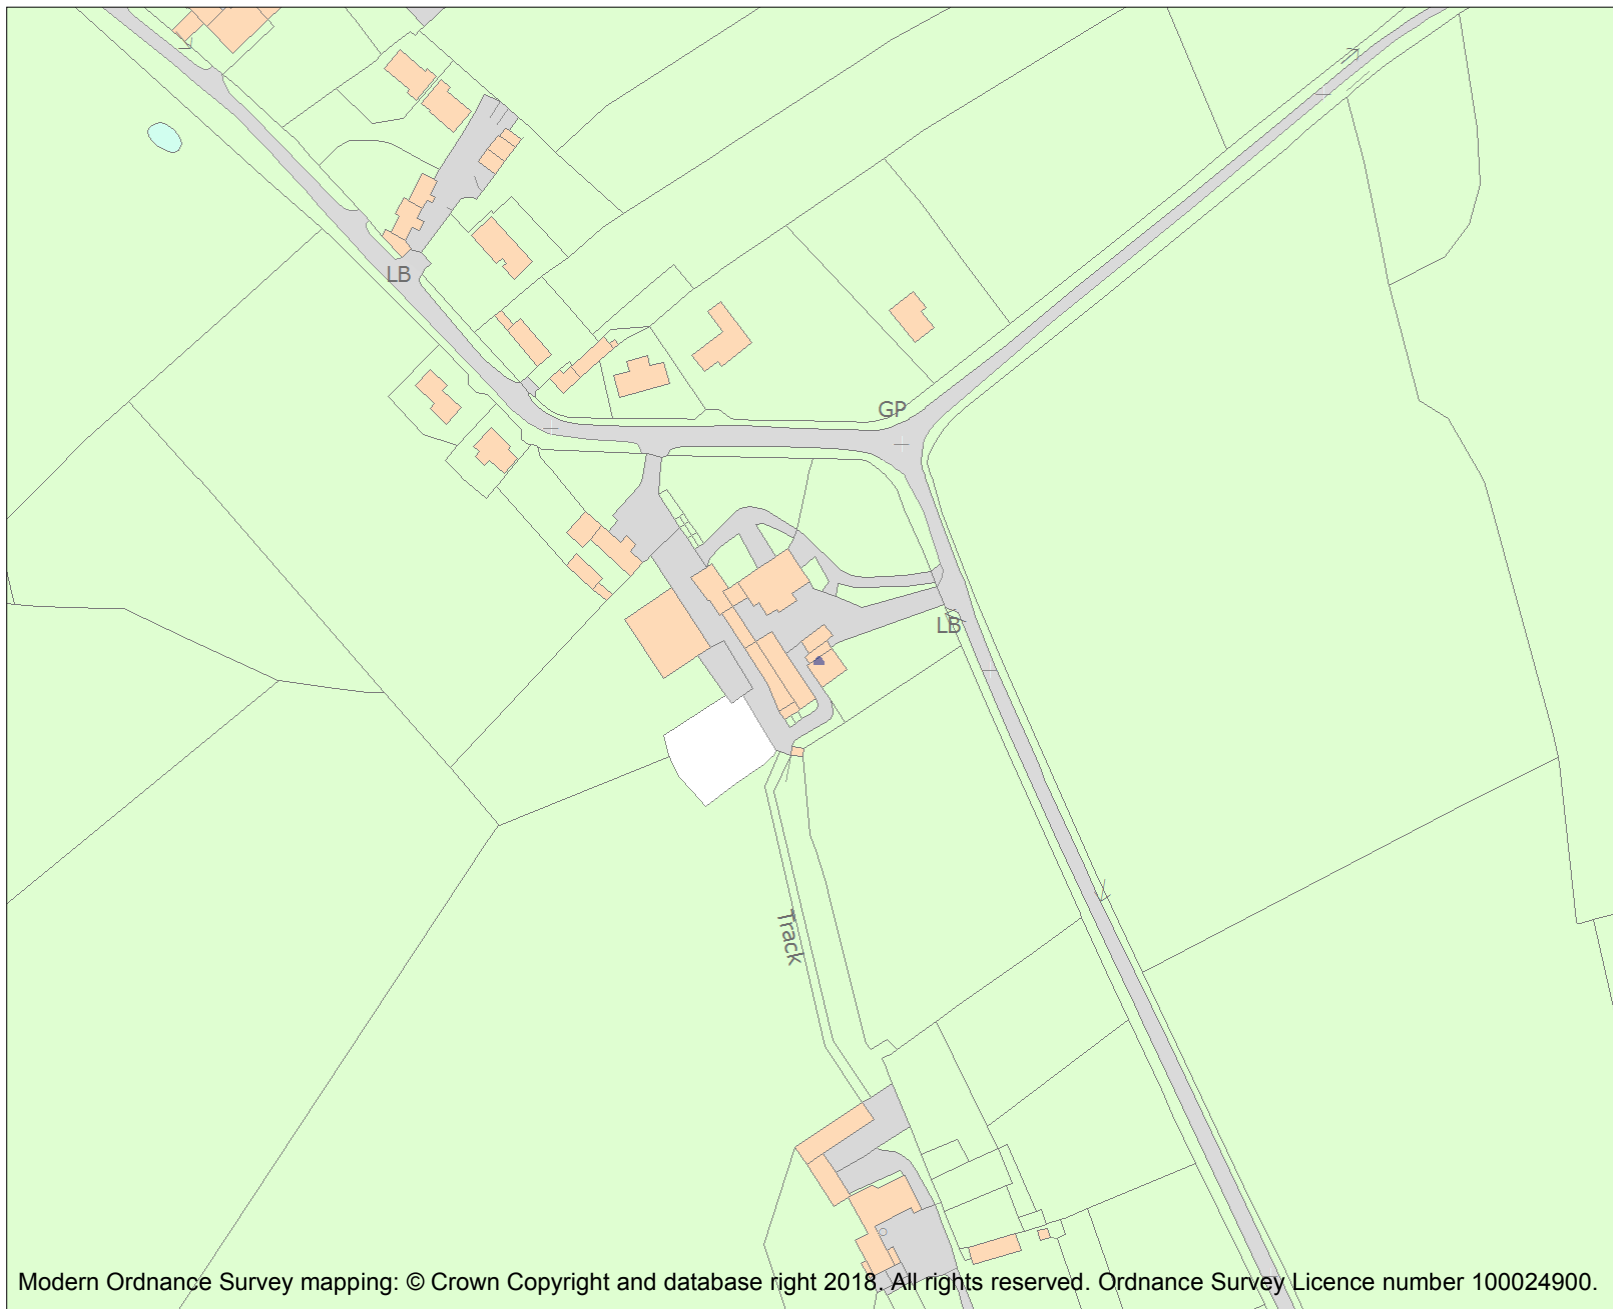 LB
GP
LB
Track
Modern Ordnance Survey mapping: © Crown Copyright and database right 2018. All rights reserved. Ordnance Survey Licence number 100024900.